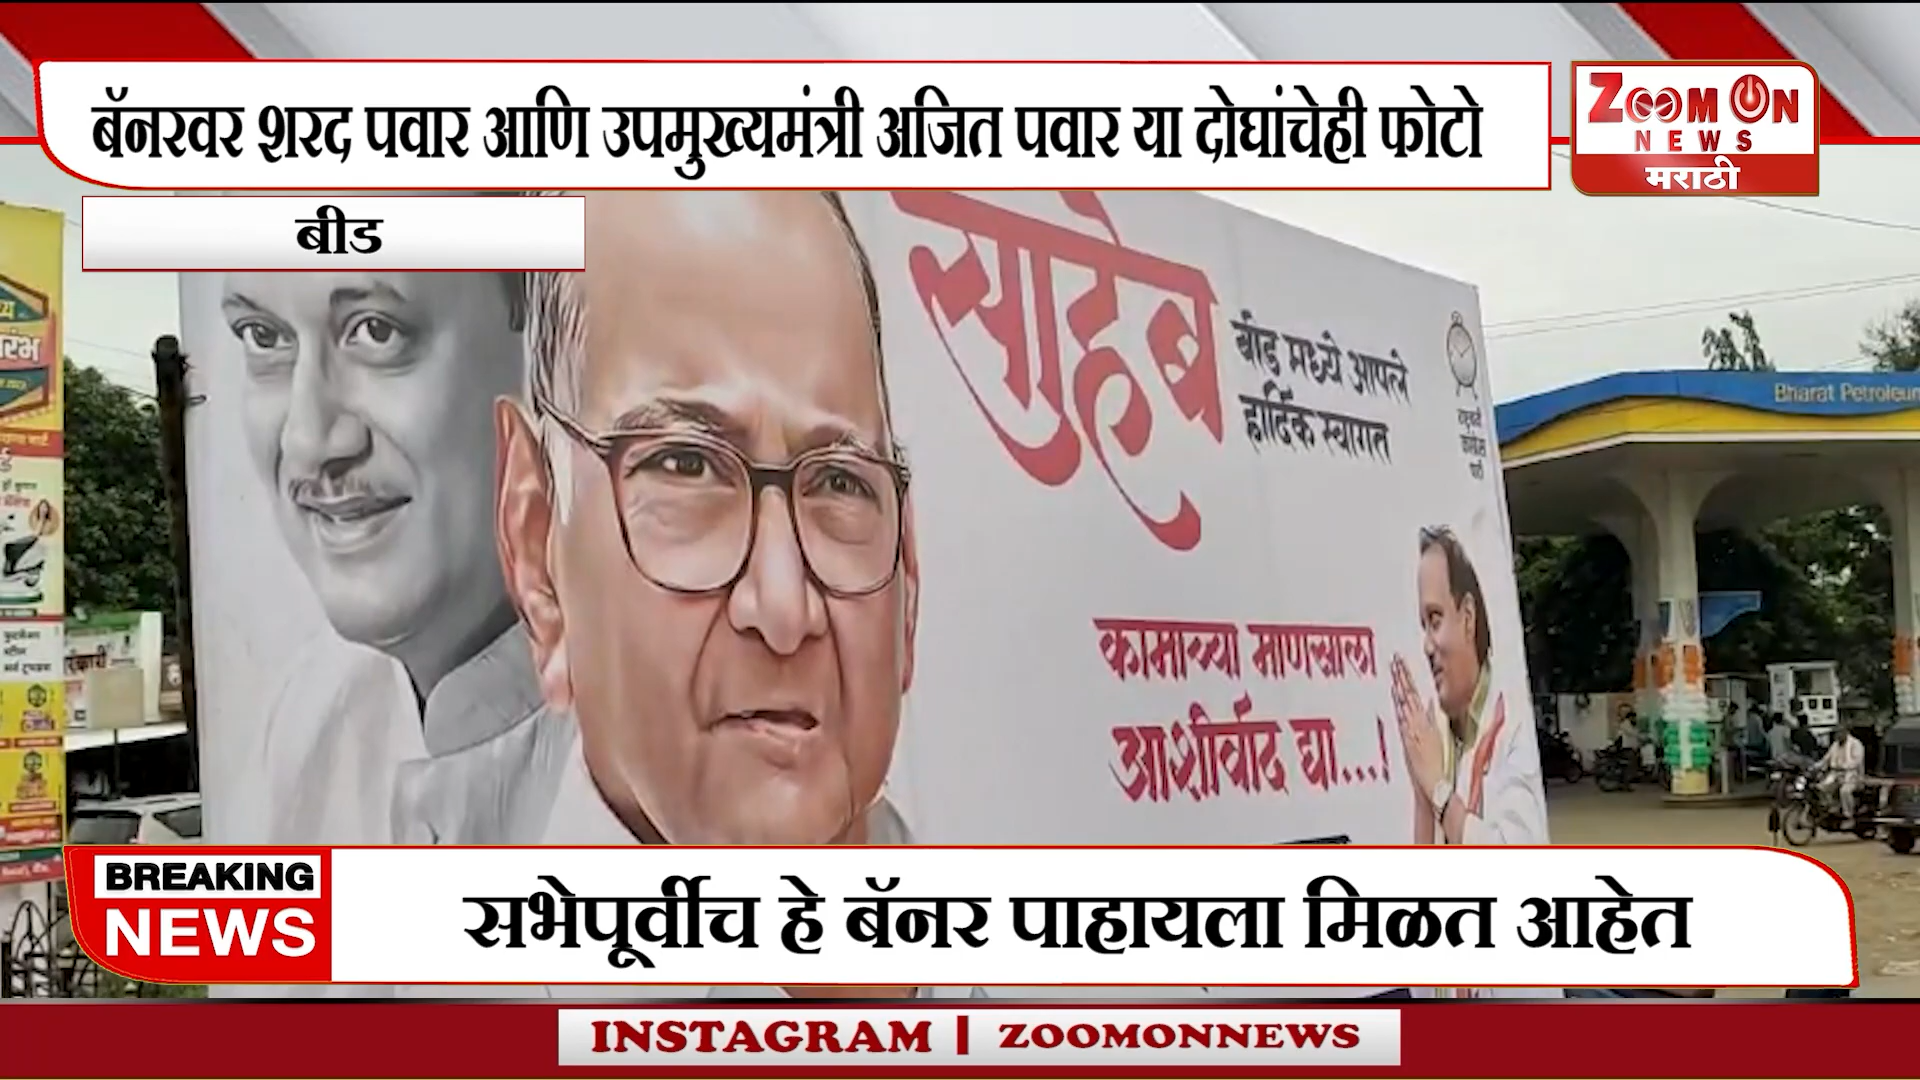 बॅनरवर शरद पवार आणि उपमुख्यमंत्री अजित पवार या दोघांचेही फोटो
ZOOM ON
NEWS
मराठी
बीड
साहेब
बीड मध्ये आपले
हार्दिक स्वागत
राष्ट्रवादी
काँग्रेस
पार्टी
Bharat Petroleum
कामाच्या माणसाला
आशीर्वाद द्या...!
BREAKING
NEWS
सभेपूर्वीच हे बॅनर पाहायला मिळत आहेत
INSTAGRAM | ZOOMONNEWS